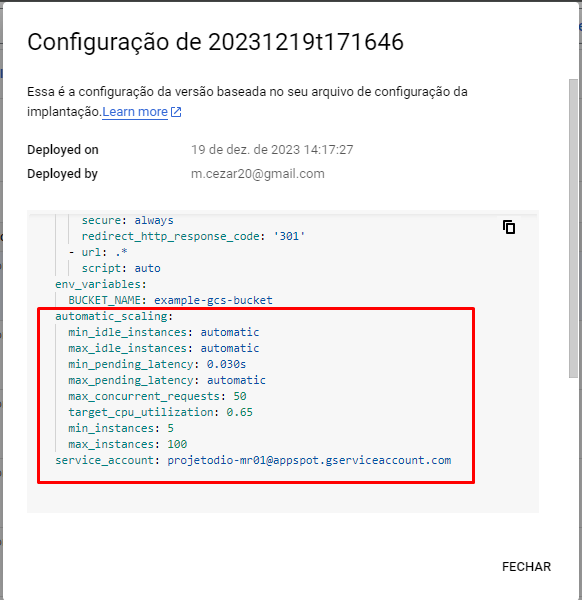 Configuração de 20231219t171646
Essa é a configuração da versão baseada no seu arquivo de configuração da
implantação.Learn more
Deployed on 19 de dez. de 2023 14:17:27
Deployed by m.cezar20@gmail.com
secure: always
redirect_http_response_code: '301'
- url: .*
script: auto
env_variables:
BUCKET_NAME: example-gcs-bucket
automatic_scaling:
min_idle_instances: automatic
max_idle_instances: automatic
min_pending_latency: 0.030s
max_pending_latency: automatic
max_concurrent_requests: 50
target_cpu_utilization: 0.65
min_instances: 5
max_instances: 100
service_account: projetodio-mr01@appspot.gserviceaccount.com
FECHAR